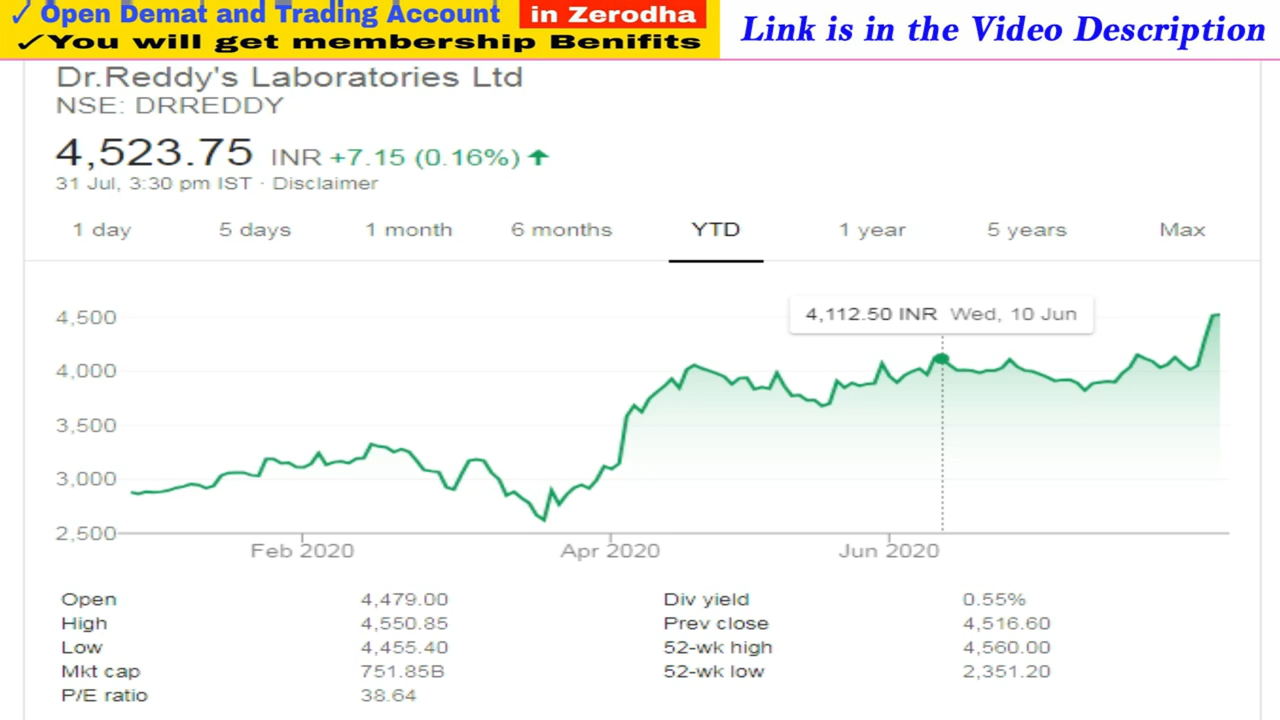 ✓ Open Demat and Trading Account in Zerodha
✓You will get membership Benifits
Link is in the Video Description
Dr.Reddy's Laboratories Ltd
NSE: DRREDDY
4,523.75 INR +7.15 (0.16%) ↑
31 Jul, 3:30 pm IST · Disclaimer
1 day 5 days 1 month 6 months YTD 1 year 5 years Max
4,112.50 INR Wed, 10 Jun
4,500
4,000
3,500
3,000
2,500
Feb 2020 Apr 2020 Jun 2020
Open 4,479.00 Div yield 0.55%
High 4,550.85 Prev close 4,516.60
Low 4,455.40 52-wk high 4,560.00
Mkt cap 751.85B 52-wk low 2,351.20
P/E ratio 38.64